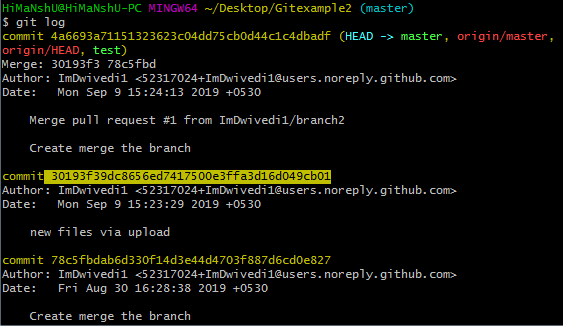 HiMaNshU@HiMaNshU-PC MINGW64 ~/Desktop/Gitexample2 (master)
$ git log
commit 4a6693a71151323623c04dd75cb0d44c1c4dbadf (HEAD -> master, origin/master,
origin/HEAD, test)
Merge: 30193f3 78c5fbd
Author: ImDwivedi1 <52317024+ImDwivedi1@users.noreply.github.com>
Date:   Mon Sep 9 15:24:13 2019 +0530
    Merge pull request #1 from ImDwivedi1/branch2
    Create merge the branch
commit 30193f39dc8656ed7417500e3ffa3d16d049cb01
Author: ImDwivedi1 <52317024+ImDwivedi1@users.noreply.github.com>
Date:   Mon Sep 9 15:23:29 2019 +0530
    new files via upload
commit 78c5fbdab6d330f14d3e44d4703f887d6cd0e827
Author: ImDwivedi1 <52317024+ImDwivedi1@users.noreply.github.com>
Date:   Fri Aug 30 16:28:38 2019 +0530
    Create merge the branch